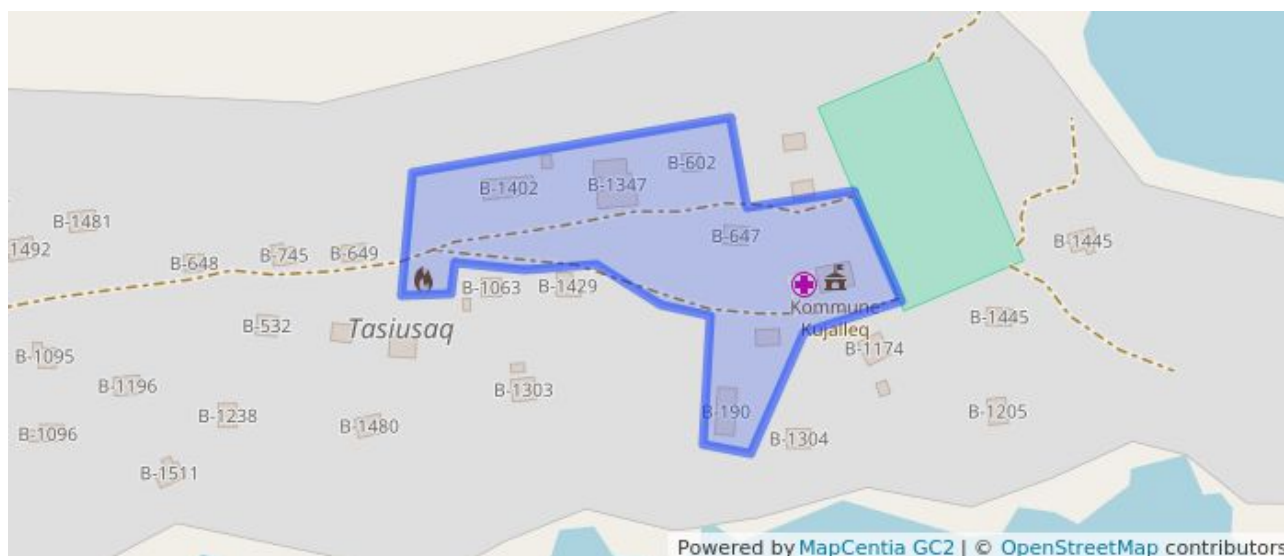 B-602
B-1402
B-1347
B-1481
B-647
1492
B-648
B-745
B-649
B-1445
B-1063
B-1429
Kommune
Kujalleq
B-532
Tasiusaq
B-1445
B-1174
B-1095
B-1196
B-1303
B-1238
B-190
B-1205
B-1096
B-1480
B-1304
B-1511
Powered by MapCentia GC2 | © OpenStreetMap contributors